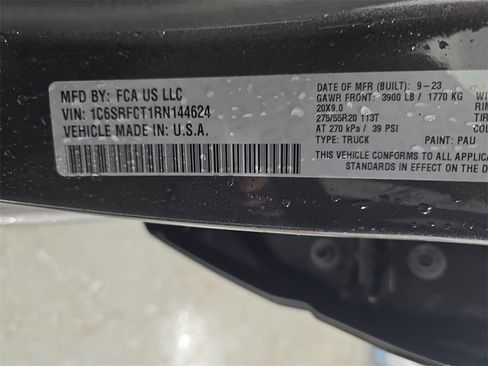 MFD BY: FCA US LLC
VIN: 1C6SRFCT1RN144624
VEHICLE MADE IN U.S.A.
DATE OF MFR (BUILT): 9-23
GAWR FRONT: 3900 LB / 1770 KG
20X9.0
275/55R20 113T
AT 270 kPa / 39 PSI
TYPE: TRUCK PAINT: PAU
THIS VEHICLE CONFORMS TO ALL
STANDARDS IN EFFECT ON THE